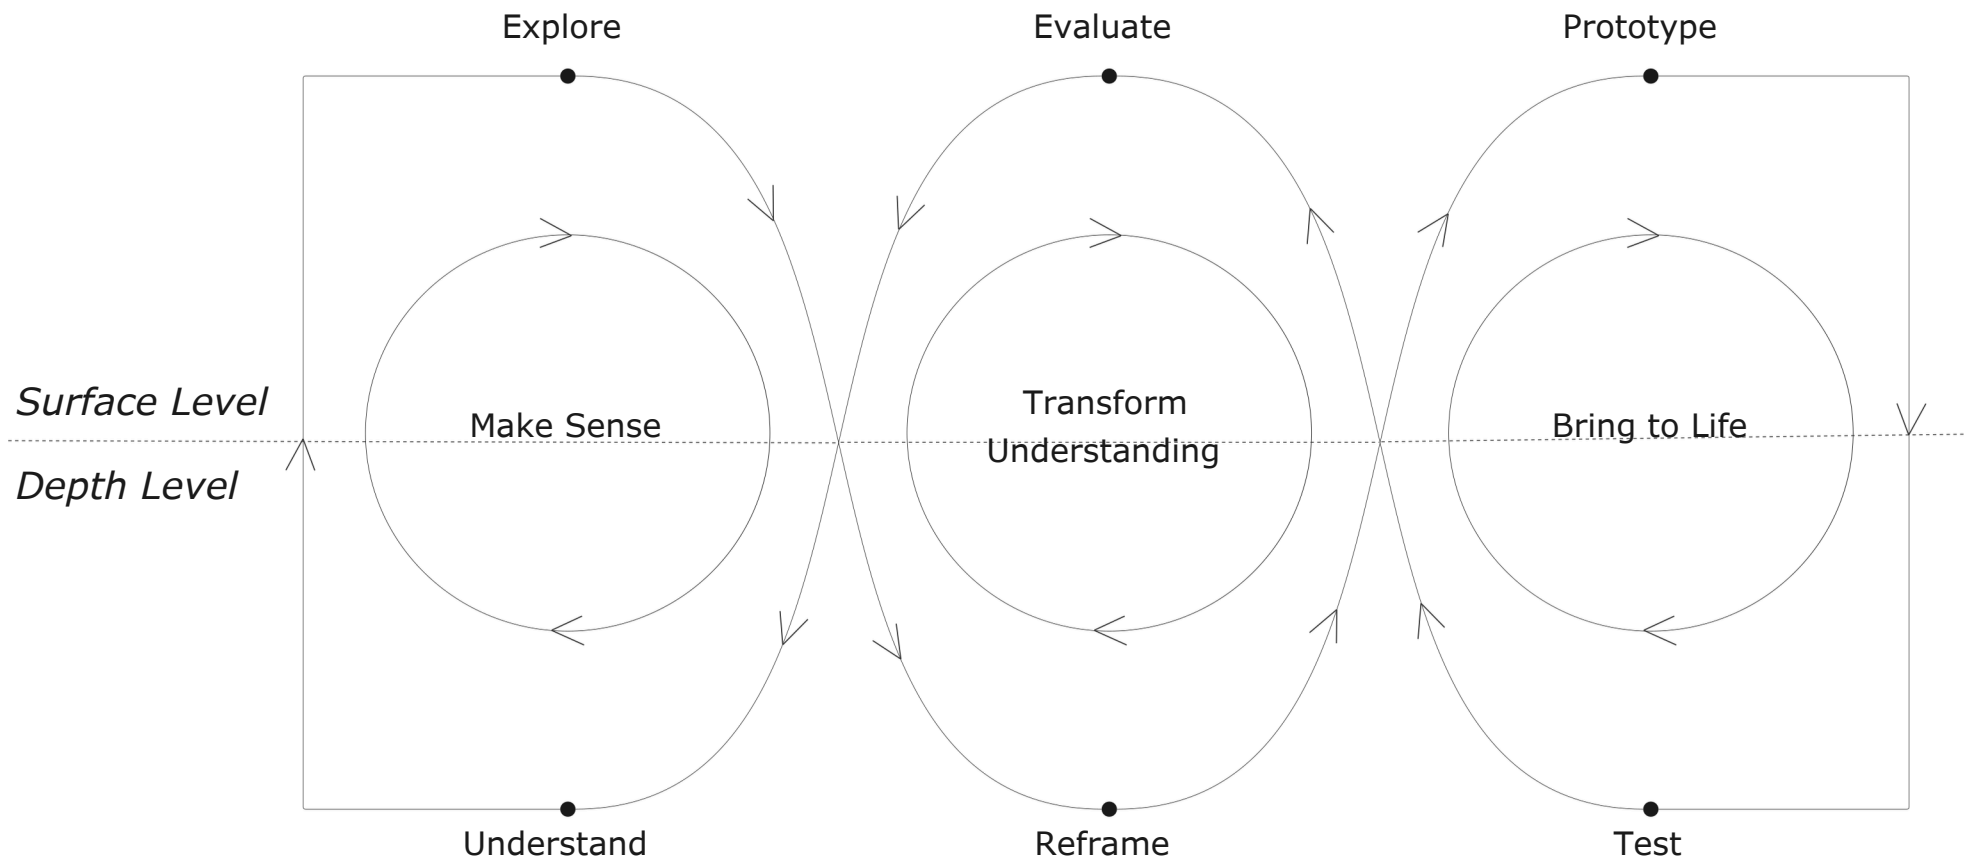 Explore
Evaluate
Prototype
Surface Level
Make Sense
Transform
Understanding
Bring to Life
Depth Level
Understand
Reframe
Test